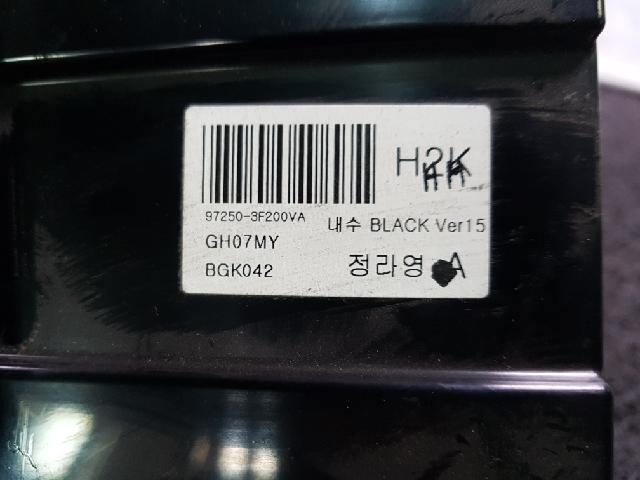 H2K
97250-3F200VA
내수 BLACK Ver15
GH07MY
BGK042
정라영 A